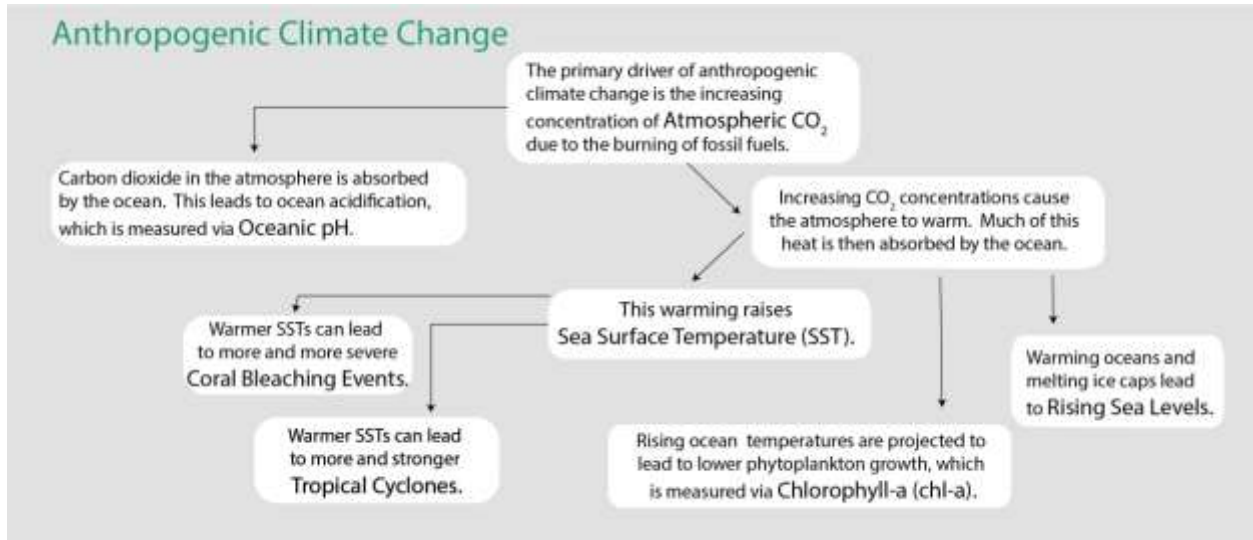 Anthropogenic Climate Change
The primary driver of anthropogenic
climate change is the increasing
concentration of Atmospheric CO₂
due to the burning of fossil fuels.
Carbon dioxide in the atmosphere is absorbed
by the ocean. This leads to ocean acidification,
which is measured via Oceanic pH.
Increasing CO₂ concentrations cause
the atmosphere to warm. Much of this
heat is then absorbed by the ocean.
This warming raises
Sea Surface Temperature (SST).
Warmer SSTs can lead
to more and more severe
Coral Bleaching Events.
Warmer SSTs can lead
to more and stronger
Tropical Cyclones.
Rising ocean temperatures are projected to
lead to lower phytoplankton growth, which
is measured via Chlorophyll-a (chl-a).
Warming oceans and
melting ice caps lead
to Rising Sea Levels.